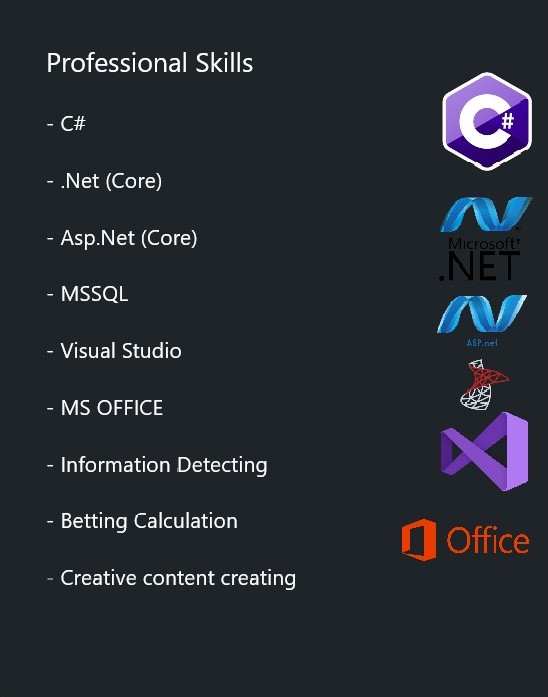 Professional Skills
- C#
C#
- .Net (Core)
- Asp.Net (Core)
Microsoft
.NET
- MSSQL
ASP.net
- Visual Studio
- MS OFFICE
- Information Detecting
- Betting Calculation
Office
- Creative content creating